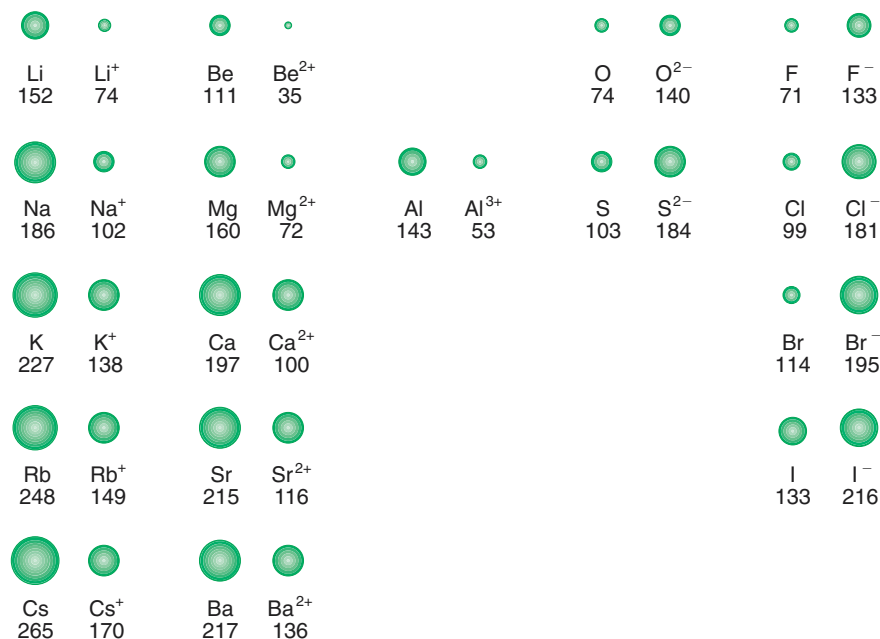 Li Li⁺ Be Be²⁺ O O²⁻ F F⁻
152 74 111 35 74 140 71 133
Na Na⁺ Mg Mg²⁺ Al Al³⁺ S S²⁻ Cl Cl⁻
186 102 160 72 143 53 103 184 99 181
K K⁺ Ca Ca²⁺ Br Br⁻
227 138 197 100 114 195
Rb Rb⁺ Sr Sr²⁺ I I⁻
248 149 215 116 133 216
Cs Cs⁺ Ba Ba²⁺
265 170 217 136